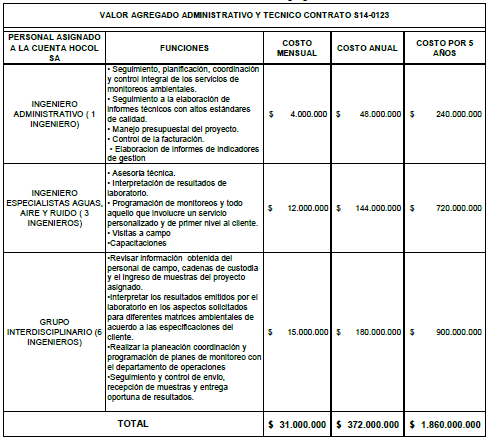 VALOR AGREGADO ADMINISTRATIVO Y TECNICO CONTRATO S14-0123
PERSONAL ASIGNADO
A LA CUENTA HOCOL
SA
FUNCIONES
COSTO
MENSUAL
COSTO ANUAL
COSTO POR 5
AÑOS
INGENIERO
ADMINISTRATIVO ( 1
INGENIERO)
• Seguimiento, planificación, coordinación
y control integral de los servicios de
monitoreos ambientales.
• Seguimiento a la elaboración de
informes técnicos con altos estándares
de calidad.
• Manejo presupuestal del proyecto.
• Control de la facturación.
• Elaboracion de informes de indicadores
de gestion
$ 4.000.000
$ 48.000.000
$ 240.000.000
INGENIERO
ESPECIALISTAS AGUAS,
AIRE Y RUIDO ( 3
INGENIEROS)
• Asesoría técnica.
• Interpretación de resultados de
laboratorio.
• Programación de monitoreos y todo
aquello que involucre un servicio
personalizado y de primer nivel al cliente.
• Visitas a campo
•Capacitaciones
$ 12.000.000
$ 144.000.000
$ 720.000.000
GRUPO
INTERDISCIPLINARIO (6
INGENIEROS)
•Revisar información obtenida del
personal de campo, cadenas de custodia
y el ingreso de muestras del proyecto
asignado.
•Interpretar los resultados emitidos por el
laboratorio en los aspectos solicitados
para diferentes matrices ambientales de
acuerdo a las especificaciones del
cliente.
•Realizar la planeación coordinación y
programación de planes de monitoreo con
el departamento de operaciones
•Seguimiento y control de envío,
recepción de muestras y entrega
oportuna de resultados.
$ 15.000.000
$ 180.000.000
$ 900.000.000
TOTAL
$ 31.000.000
$ 372.000.000
$ 1.860.000.000